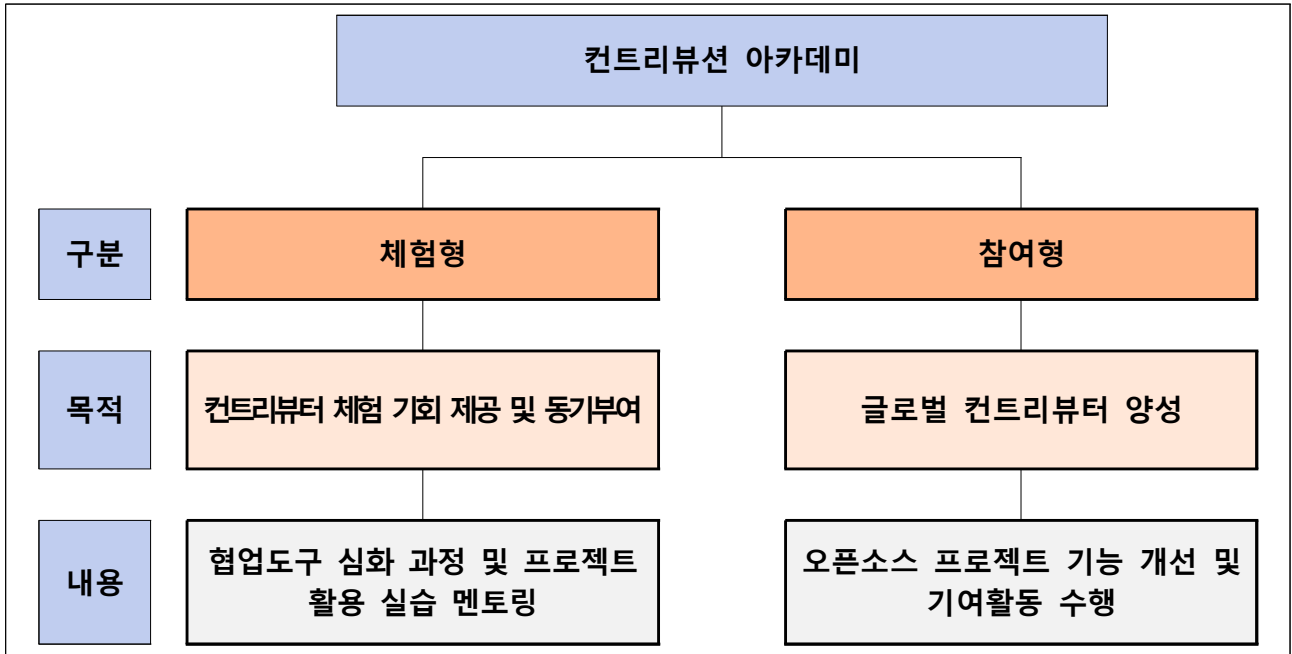 컨트리뷰션 아카데미
구분
체험형
참여형
목적
컨트리뷰터 체험 기회 제공 및 동기부여
글로벌 컨트리뷰터 양성
내용
협업도구 심화 과정 및 프로젝트
활용 실습 멘토링
오픈소스 프로젝트 기능 개선 및
기여활동 수행